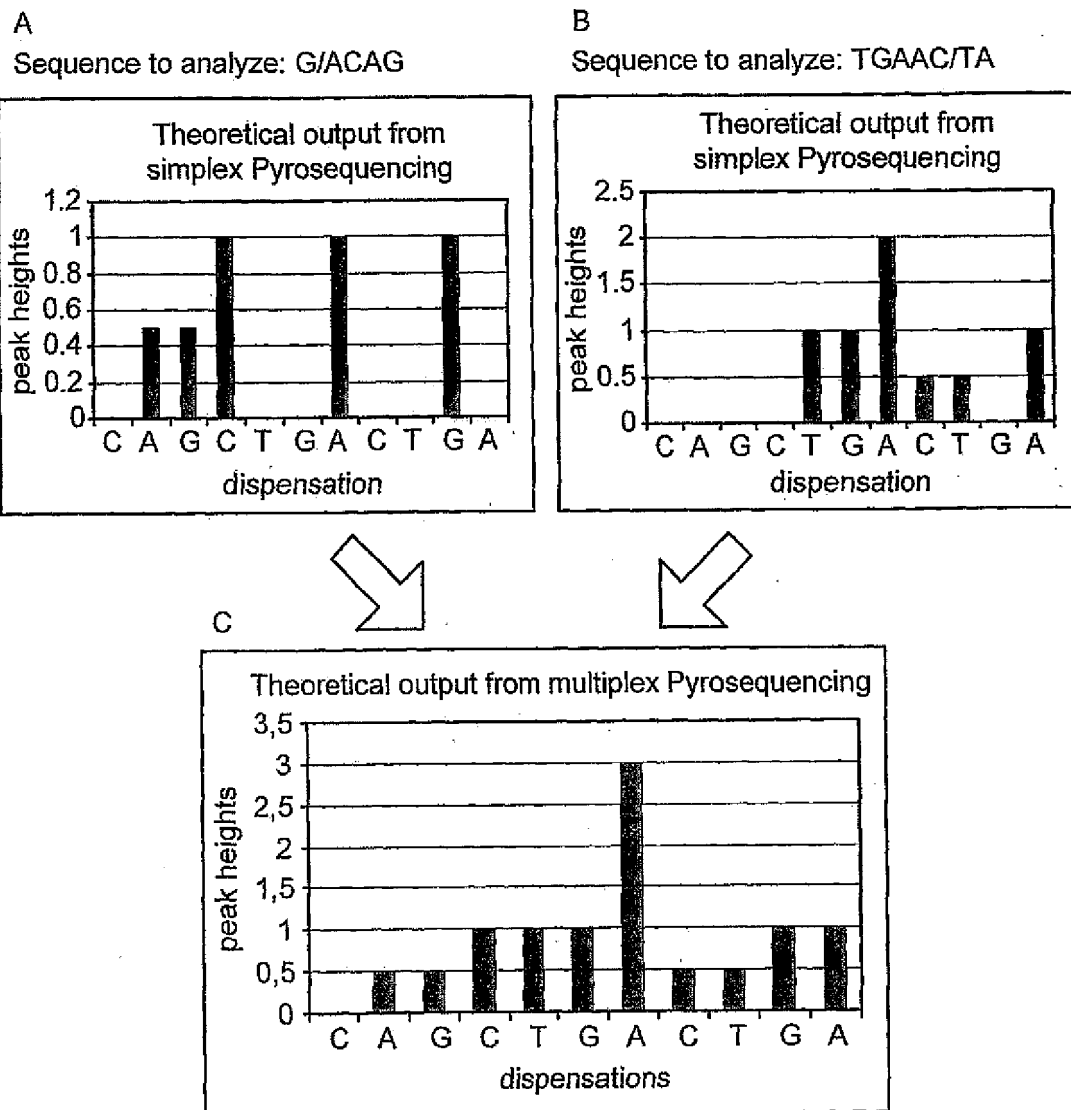 A
Sequence to analyze: G/ACAG
Theoretical output from
simplex Pyrosequencing
peak heights
1.2
1
0.8
0.6
0.4
0.2
0
C A G C T G A C T G A
dispensation
B
Sequence to analyze: TGAAC/TA
Theoretical output from
simplex Pyrosequencing
peak heights
2.5
2
1.5
1
0.5
0
C A G C T G A C T G A
dispensation
C
Theoretical output from multiplex Pyrosequencing
peak heights
3,5
3
2,5
2
1,5
1
0,5
0
C A G C T G A C T G A
dispensations